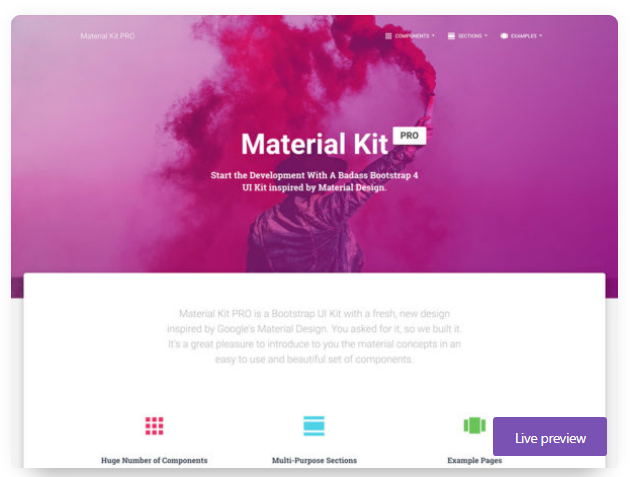 Material Kit PRO
COMPONENTS
SECTIONS
EXAMPLES
Material Kit PRO
Start the Development With A Badass Bootstrap 4
UI Kit inspired by Material Design.
Material Kit PRO is a Bootstrap UI Kit with a fresh, new design
inspired by Google's Material Design. You asked for it, so we built it.
It's a great pleasure to introduce to you the material concepts in an
easy to use and beautiful set of components.
Huge Number of Components
Multi-Purpose Sections
Example Pages
Live preview